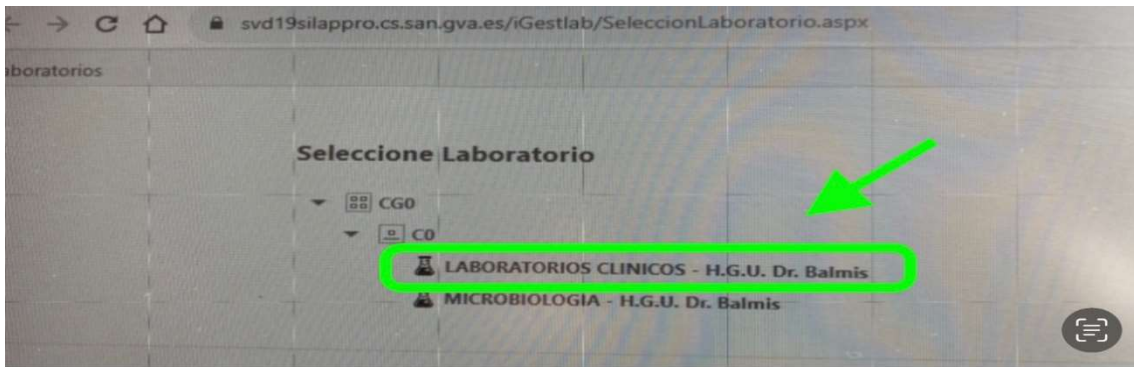 svd19silappro.cs.san.gva.es/iGestlab/SeleccionLaboratorio.aspx
aboratorios
Seleccione Laboratorio
CG0
C0
LABORATORIOS CLINICOS - H.G.U. Dr. Balmis
MICROBIOLOGIA - H.G.U. Dr. Balmis